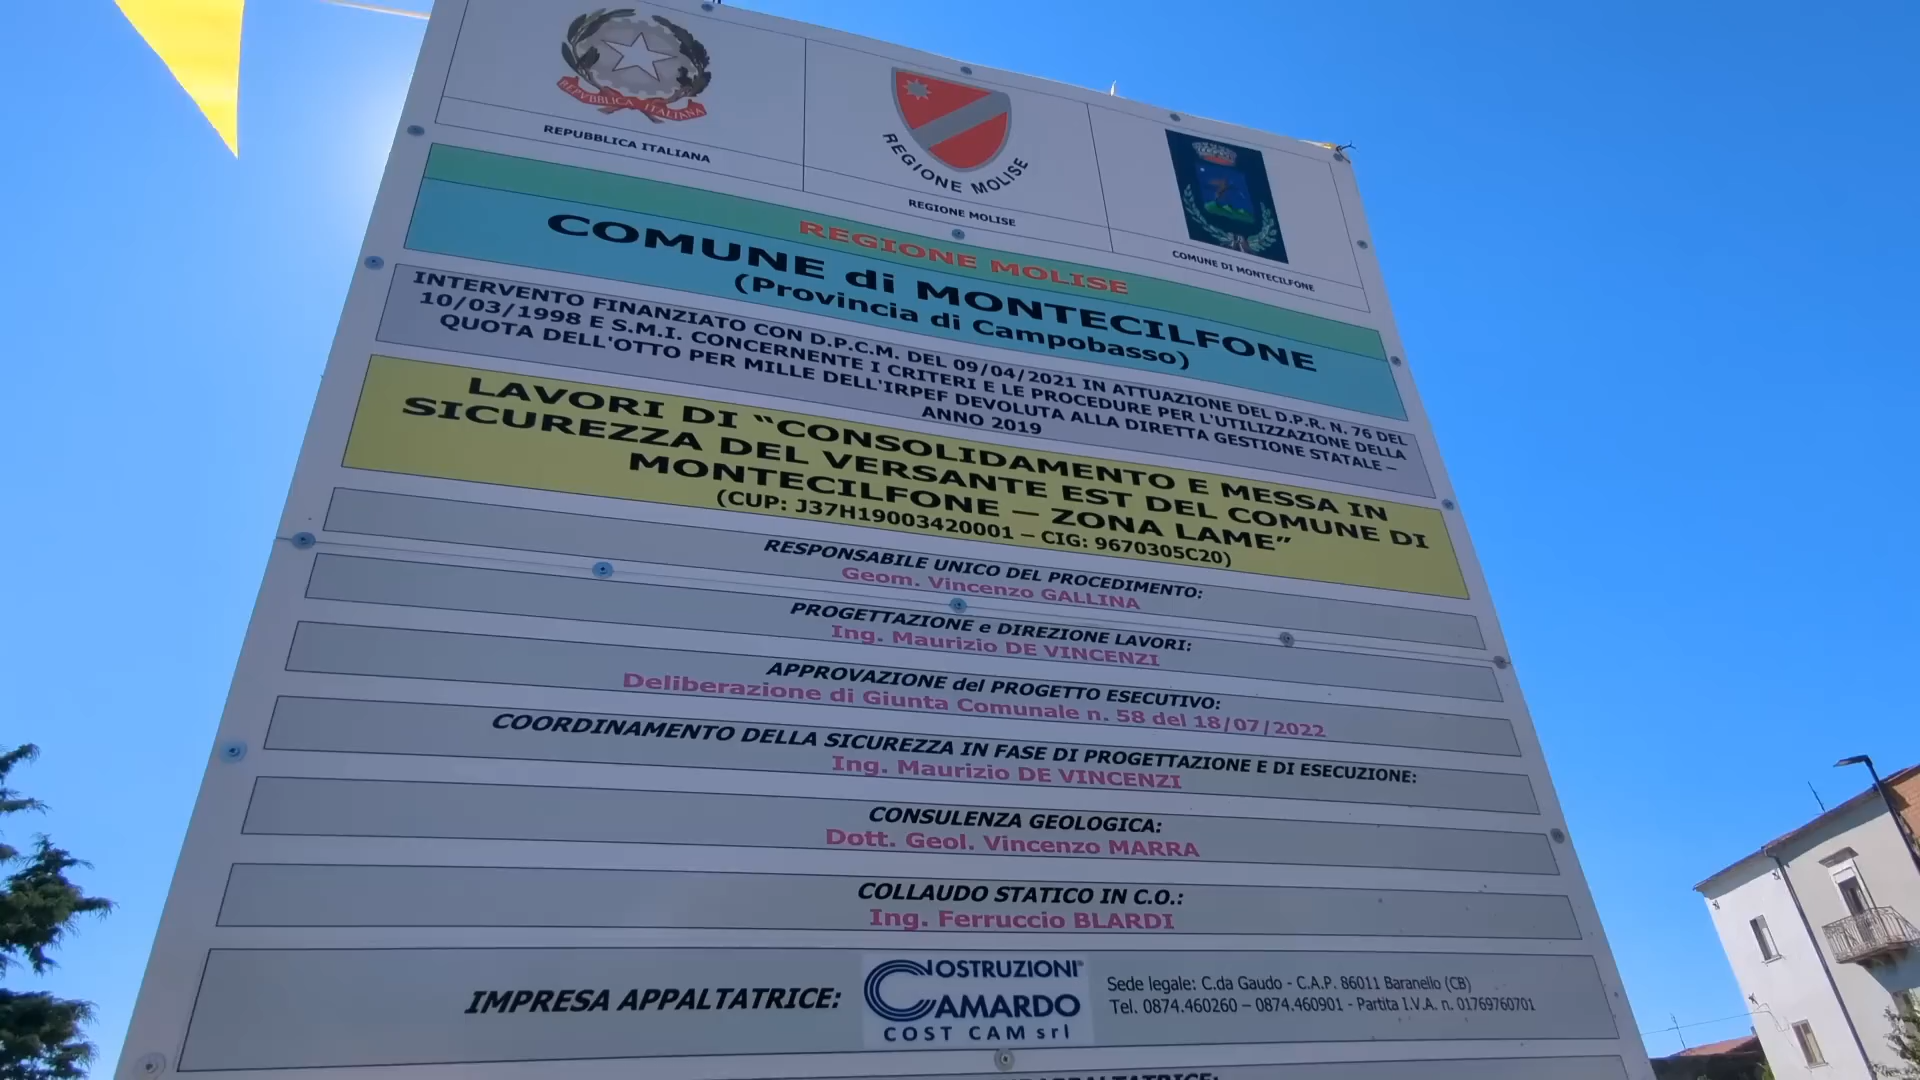 REPVBBLICA ITALIANA
REPUBBLICA ITALIANA
REGIONE MOLISE
REGIONE MOLISE
COMUNE DI MONTECILFONE
REGIONE MOLISE
COMUNE di MONTECILFONE
(Provincia di Campobasso)
INTERVENTO FINANZIATO CON D.P.C.M. DEL 09/04/2021 IN ATTUAZIONE DEL D.P.R. N. 76 DEL
10/03/1998 E S.M.I. CONCERNENTE I CRITERI E LE PROCEDURE PER L'UTILIZZAZIONE DELLA
QUOTA DELL'OTTO PER MILLE DELL'IRPEF DEVOLUTA ALLA DIRETTA GESTIONE STATALE –
ANNO 2019
LAVORI DI “CONSOLIDAMENTO E MESSA IN
SICUREZZA DEL VERSANTE EST DEL COMUNE DI
MONTECILFONE – ZONA LAME”
(CUP: J37H19003420001 – CIG: 9670305C20)
RESPONSABILE UNICO DEL PROCEDIMENTO:
Geom. Vincenzo GALLINA
PROGETTAZIONE e DIREZIONE LAVORI:
Ing. Maurizio DE VINCENZI
APPROVAZIONE del PROGETTO ESECUTIVO:
Deliberazione di Giunta Comunale n. 58 del 18/07/2022
COORDINAMENTO DELLA SICUREZZA IN FASE DI PROGETTAZIONE E DI ESECUZIONE:
Ing. Maurizio DE VINCENZI
CONSULENZA GEOLOGICA:
Dott. Geol. Vincenzo MARRA
COLLAUDO STATICO IN C.O.:
Ing. Ferruccio BLARDI
IMPRESA APPALTATRICE:
COSTRUZIONI
CAMARDO
COST CAM srl
Sede legale: C.da Gaudo - C.A.P. 86011 Baranello (CB)
Tel. 0874.460260 – 0874.460901 - Partita I.V.A. n. 01769760701